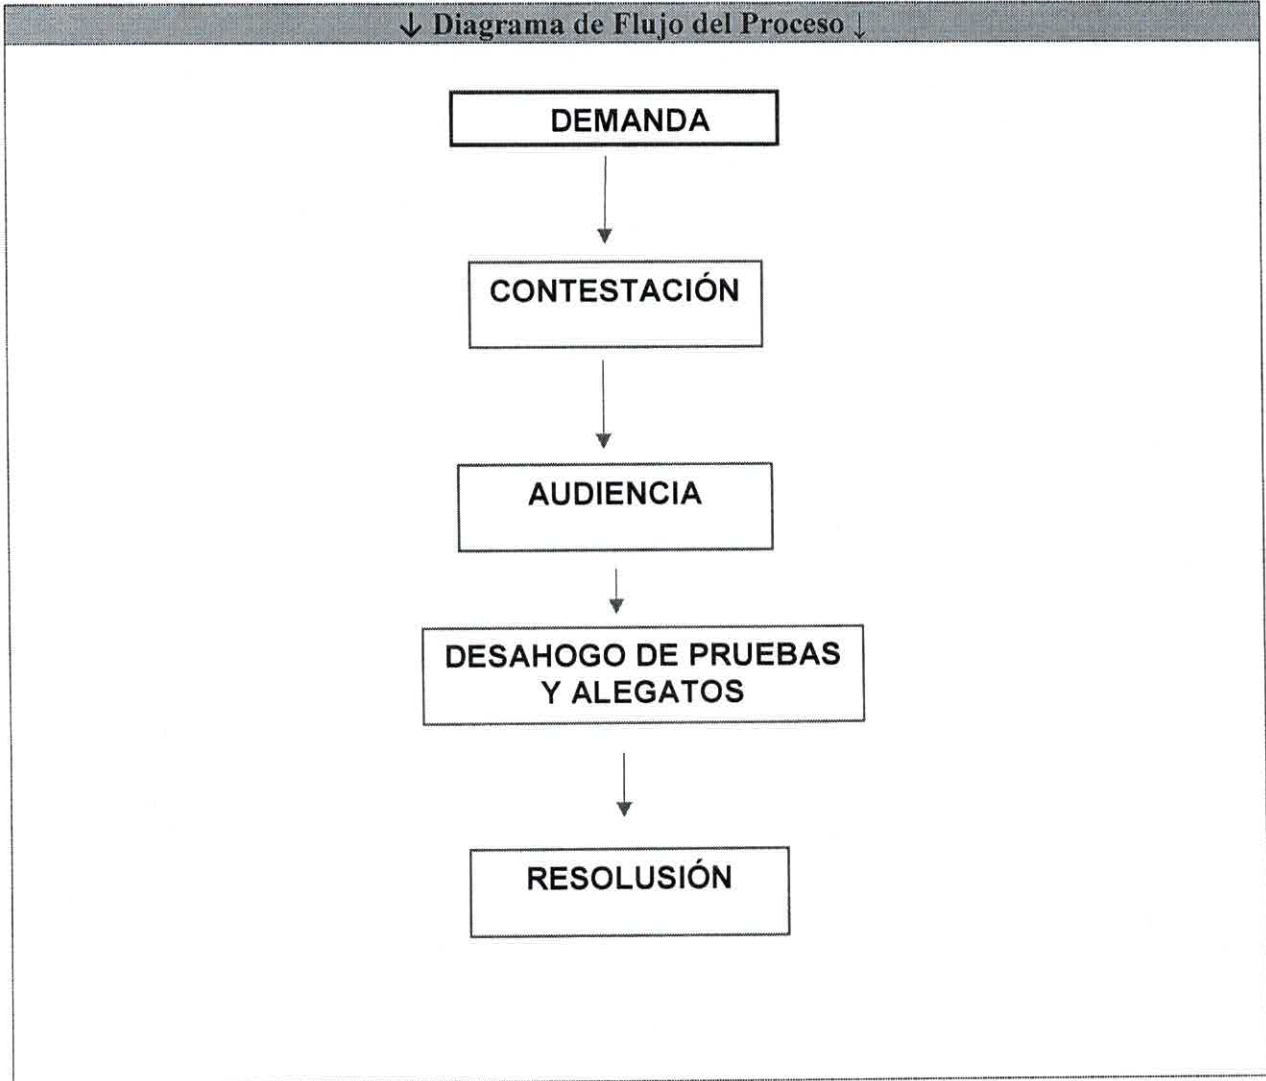 ↓ Diagrama de Flujo del Proceso ↓
DEMANDA
CONTESTACIÓN
AUDIENCIA
DESAHOGO DE PRUEBAS
Y ALEGATOS
RESOLUSIÓN